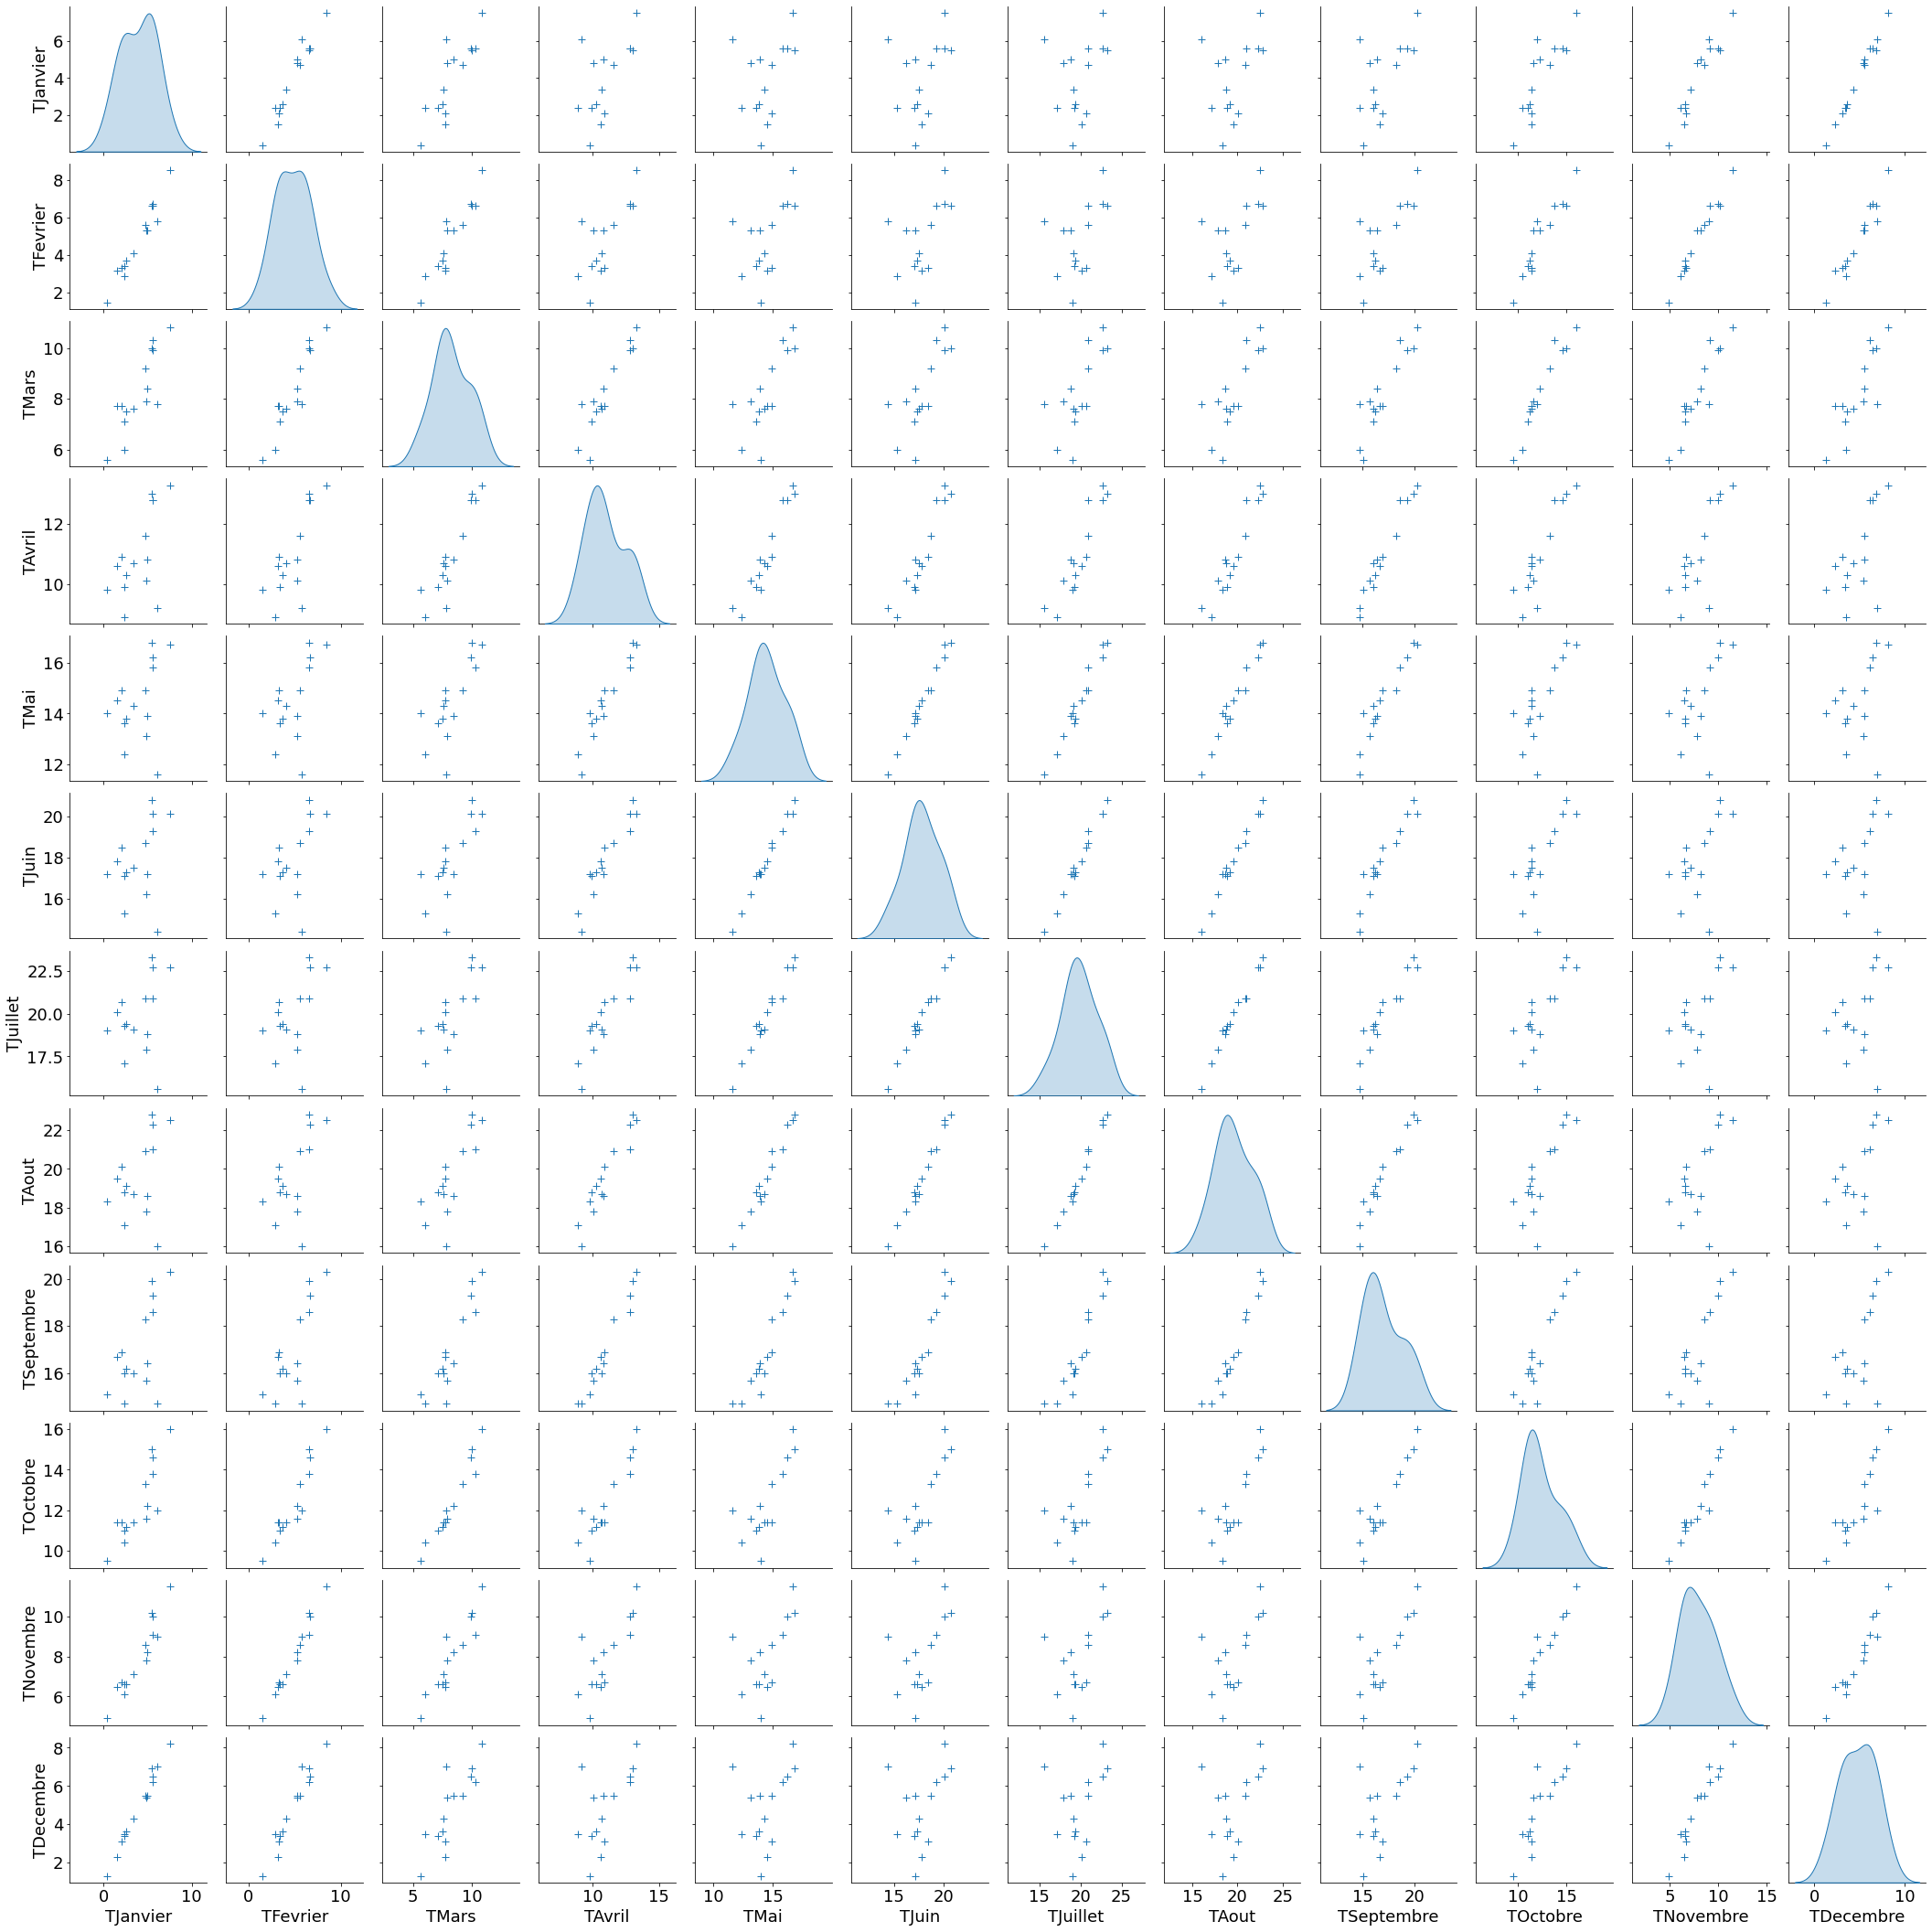 TJanvier
6
4
2
TFevrier
8
6
4
2
TMars
10
8
6
TAvril
12
10
TMai
16
14
12
TJuin
20
18
16
TJuillet
22.5
20.0
17.5
TAout
22
20
18
16
TSeptembre
20
18
16
TOctobre
16
14
12
10
TNovembre
10
8
6
TDecembre
8
6
4
2
0 10 0 10 5 10 10 15 10 15 15 20 15 20 25 15 20 25 15 20 10 15 5 10 15 0 10
TJanvier TFevrier TMars TAvril TMai TJuin TJuillet TAout TSeptembre TOctobre TNovembre TDecembre